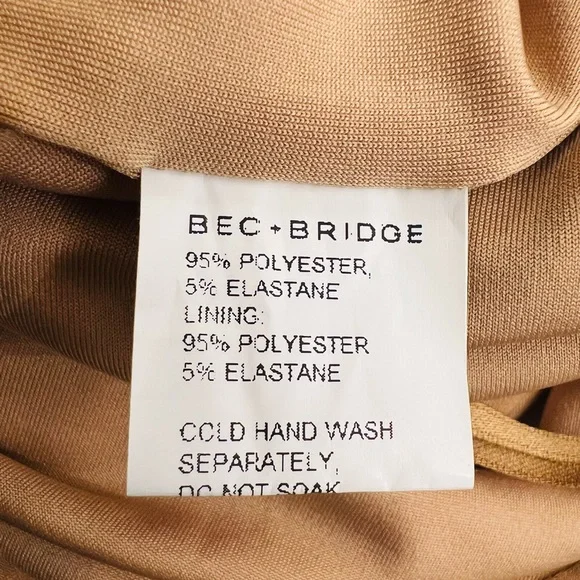 BEC + BRIDGE
95% POLYESTER,
5% ELASTANE
LINING:
95% POLYESTER
5% ELASTANE
COLD HAND WASH
SEPARATELY,
DO NOT SOAK